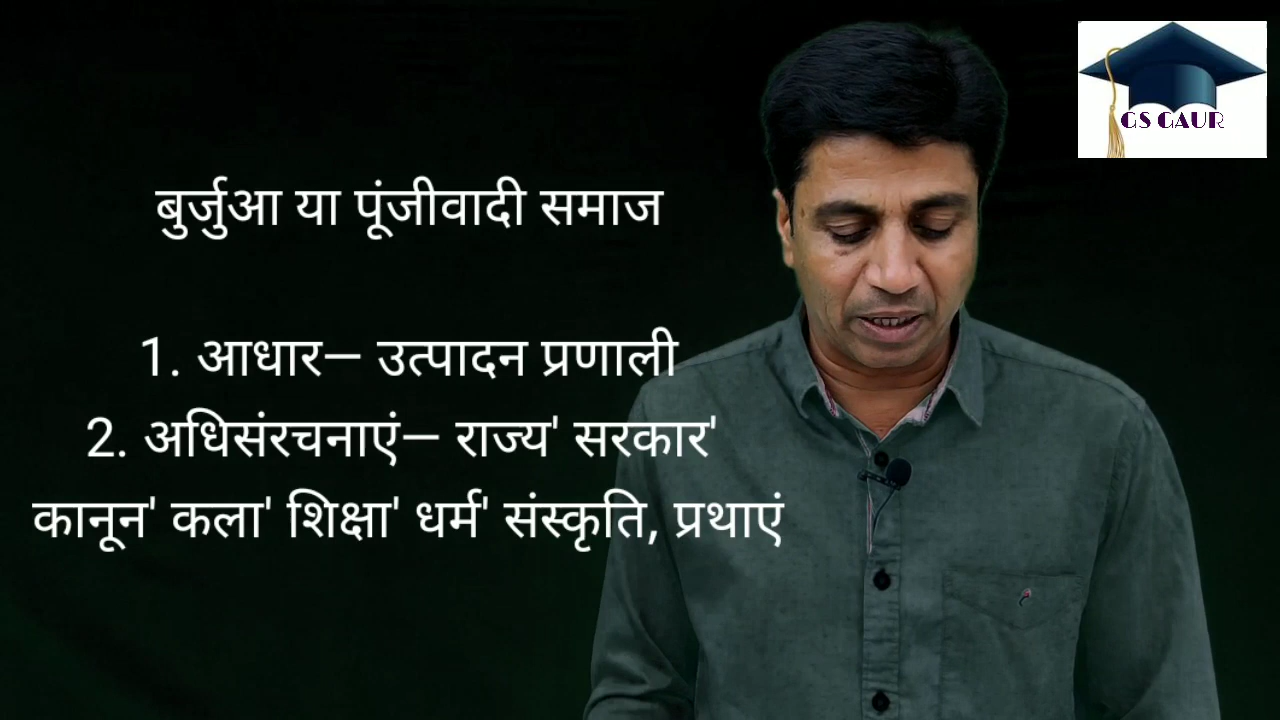 GS GAUR
बुर्जुआ या पूंजीवादी समाज
1. आधार— उत्पादन प्रणाली
2. अधिसंरचनाएं— राज्य' सरकार'
कानून' कला' शिक्षा' धर्म' संस्कृति, प्रथाएं